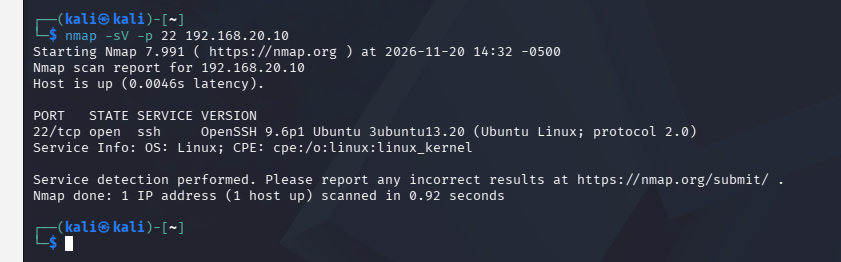 ┌──(kali㉿kali)-[~]
└─$ nmap -sV -p 22 192.168.20.10
Starting Nmap 7.991 ( https://nmap.org ) at 2026-11-20 14:32 -0500
Nmap scan report for 192.168.20.10
Host is up (0.0046s latency).

PORT   STATE SERVICE VERSION
22/tcp open  ssh     OpenSSH 9.6p1 Ubuntu 3ubuntu13.20 (Ubuntu Linux; protocol 2.0)
Service Info: OS: Linux; CPE: cpe:/o:linux:linux_kernel

Service detection performed. Please report any incorrect results at https://nmap.org/submit/ .
Nmap done: 1 IP address (1 host up) scanned in 0.92 seconds

┌──(kali㉿kali)-[~]
└─$